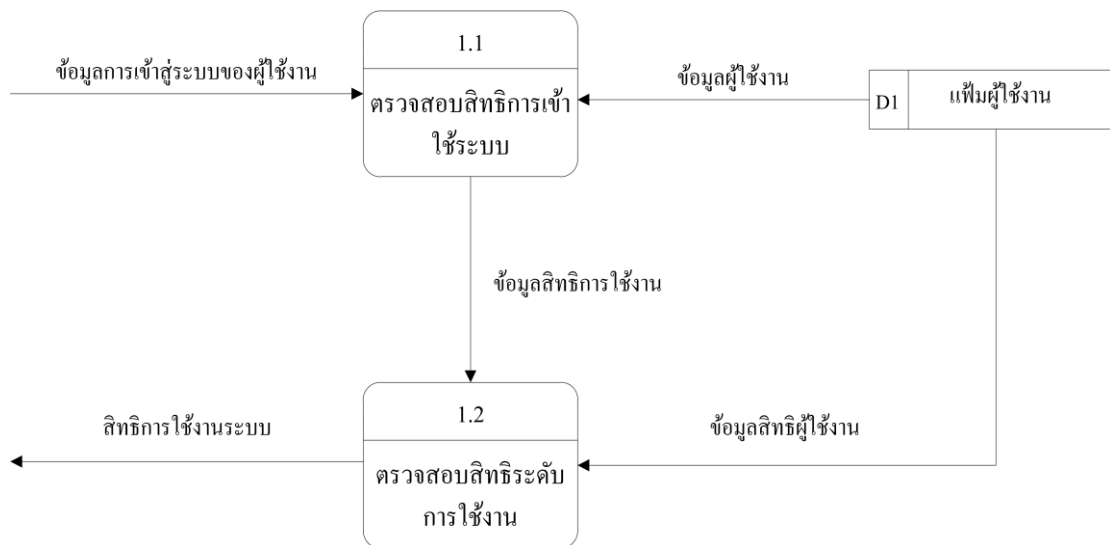 1.1
ข้อมูลการเข้าสู่ระบบของผู้ใช้งาน
ตรวจสอบสิทธิการเข้า
ใช้ระบบ
ข้อมูลผู้ใช้งาน
D1
แฟ้มผู้ใช้งาน
ข้อมูลสิทธิการใช้งาน
1.2
สิทธิการใช้งานระบบ
ตรวจสอบสิทธิระดับ
การใช้งาน
ข้อมูลสิทธิผู้ใช้งาน